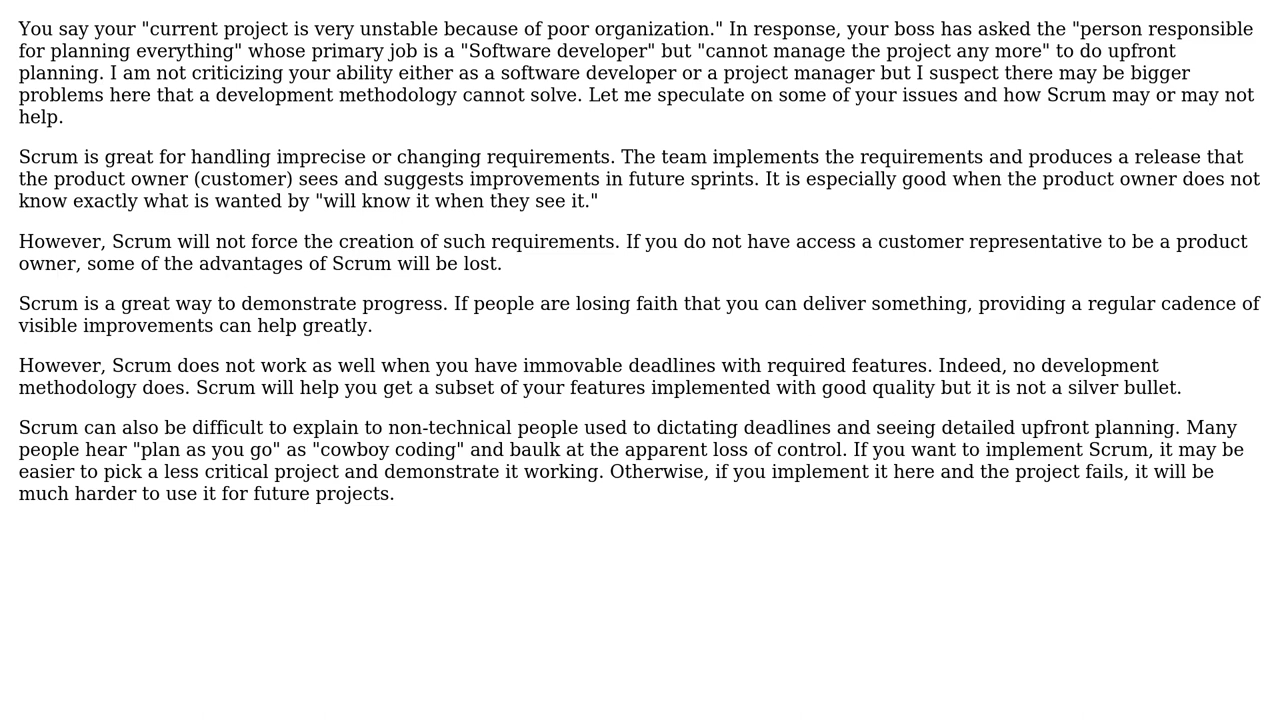 You say your "current project is very unstable because of poor organization." In response, your boss has asked the "person responsible
for planning everything" whose primary job is a "Software developer" but "cannot manage the project any more" to do upfront
planning. I am not criticizing your ability either as a software developer or a project manager but I suspect there may be bigger
problems here that a development methodology cannot solve. Let me speculate on some of your issues and how Scrum may or may not
help.
Scrum is great for handling imprecise or changing requirements. The team implements the requirements and produces a release that
the product owner (customer) sees and suggests improvements in future sprints. It is especially good when the product owner does not
know exactly what is wanted by "will know it when they see it."
However, Scrum will not force the creation of such requirements. If you do not have access a customer representative to be a product
owner, some of the advantages of Scrum will be lost.
Scrum is a great way to demonstrate progress. If people are losing faith that you can deliver something, providing a regular cadence of
visible improvements can help greatly.
However, Scrum does not work as well when you have immovable deadlines with required features. Indeed, no development
methodology does. Scrum will help you get a subset of your features implemented with good quality but it is not a silver bullet.
Scrum can also be difficult to explain to non-technical people used to dictating deadlines and seeing detailed upfront planning. Many
people hear "plan as you go" as "cowboy coding" and baulk at the apparent loss of control. If you want to implement Scrum, it may be
easier to pick a less critical project and demonstrate it working. Otherwise, if you implement it here and the project fails, it will be
much harder to use it for future projects.